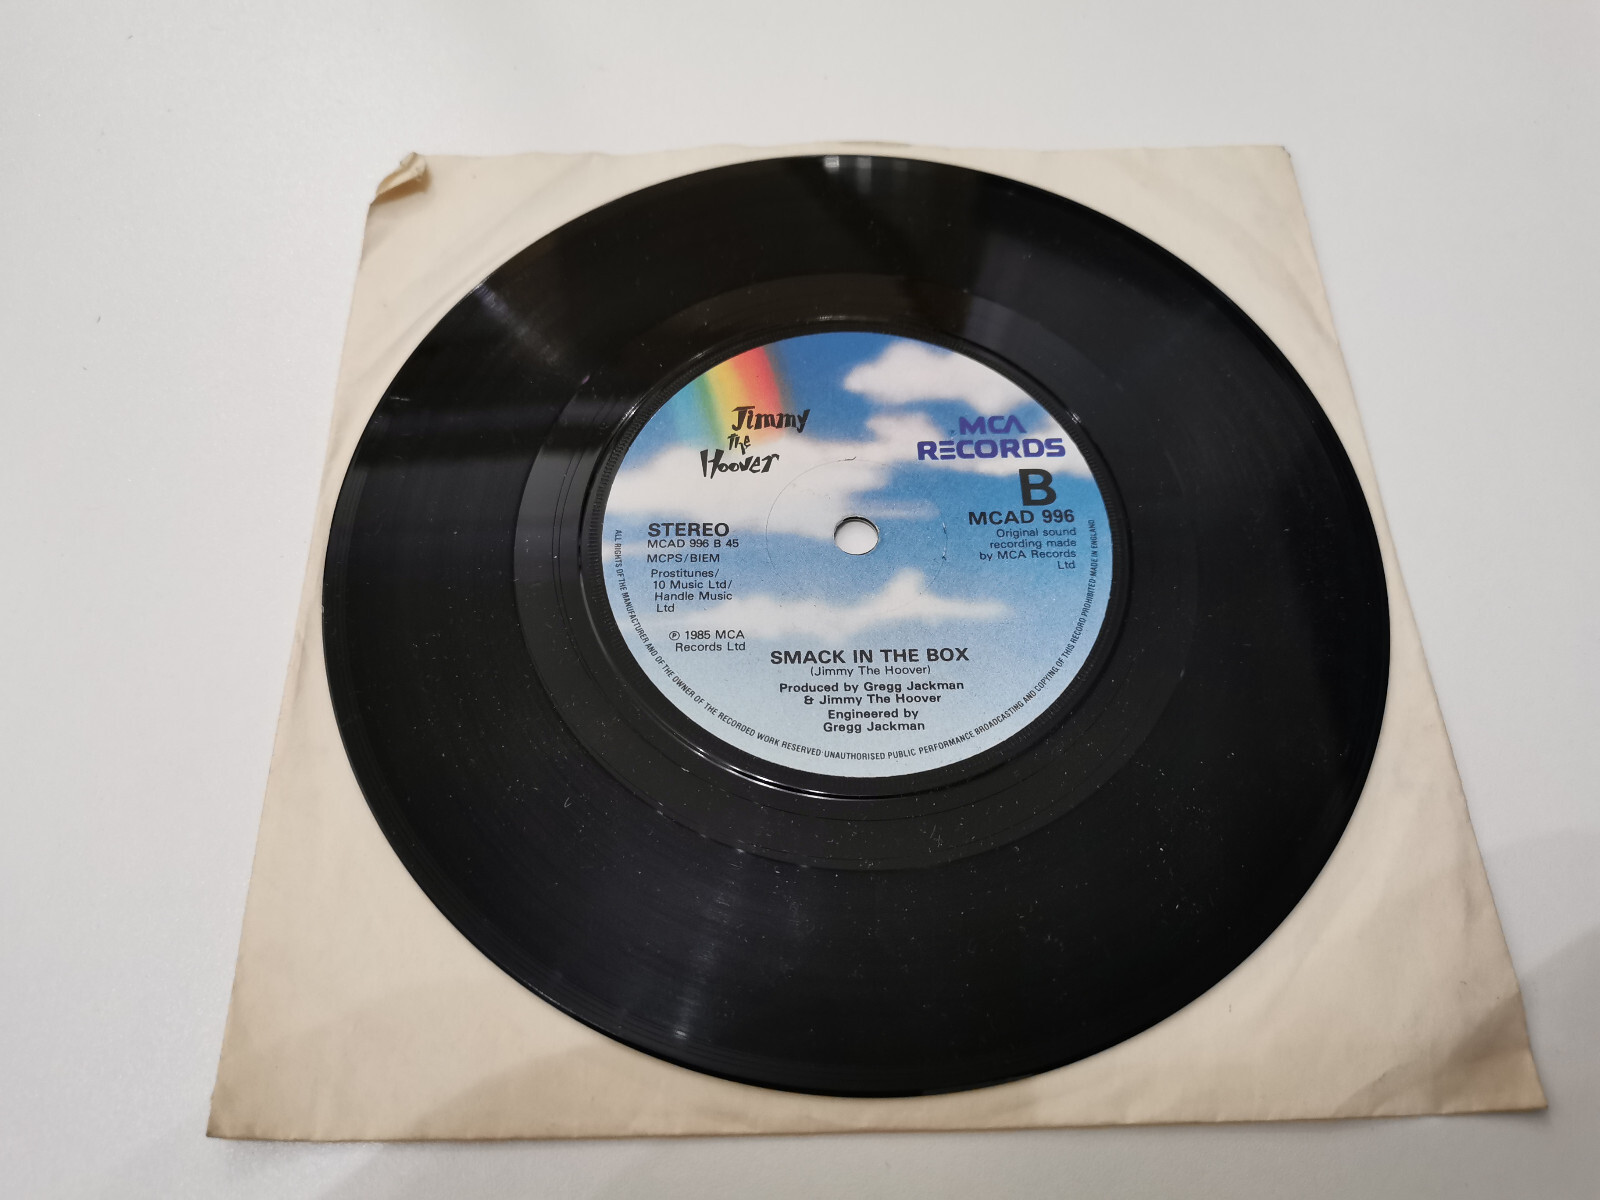 Jimmy
The
Hoover
MCA
RECORDS
B
MCAD 996
Original sound
recording made
by MCA Records
Ltd
STEREO
MCAD 996 B 45
MCPS/BIEM
Prostitunes/
10 Music Ltd/
Handle Music
Ltd
℗ 1985 MCA
Records Ltd
SMACK IN THE BOX
(Jimmy The Hoover)
Produced by Gregg Jackman
& Jimmy The Hoover
Engineered by
Gregg Jackman
ALL RIGHTS OF THE MANUFACTURER AND OF THE OWNER OF THE RECORDED WORK RESERVED·UNAUTHORISED PUBLIC PERFORMANCE BROADCASTING AND COPYING OF THIS RECORD PROHIBITED·MADE IN ENGLAND